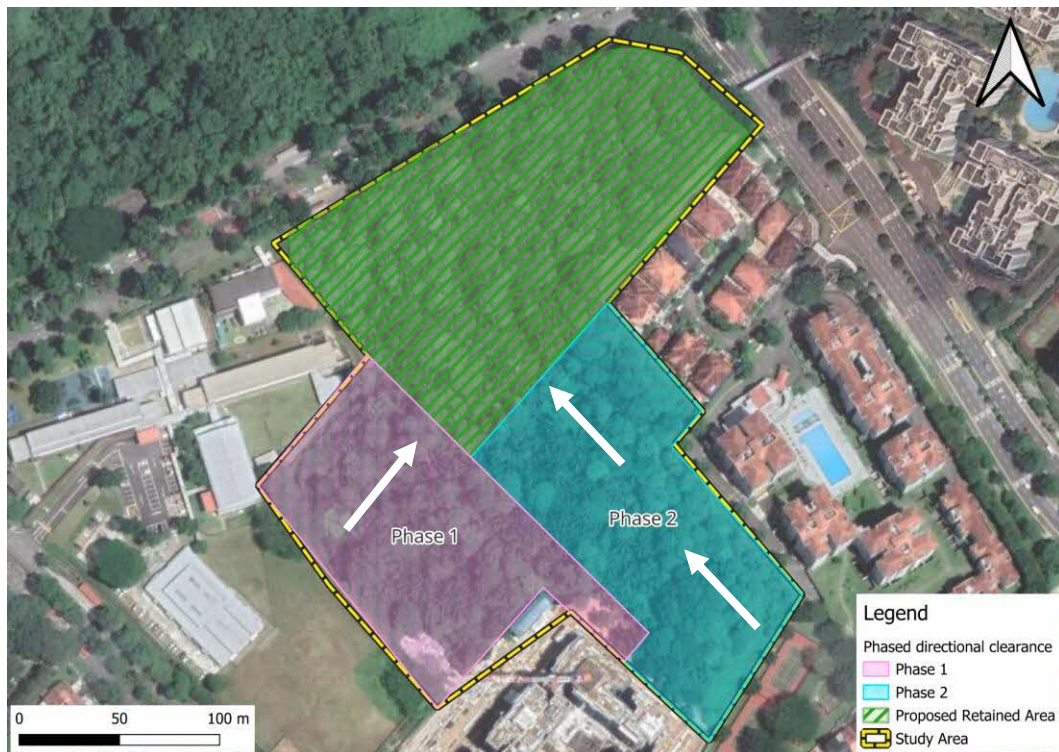 Phase 1
Phase 2
Legend
Phased directional clearance
Phase 1
Phase 2
Proposed Retained Area
Study Area
0 50 100 m